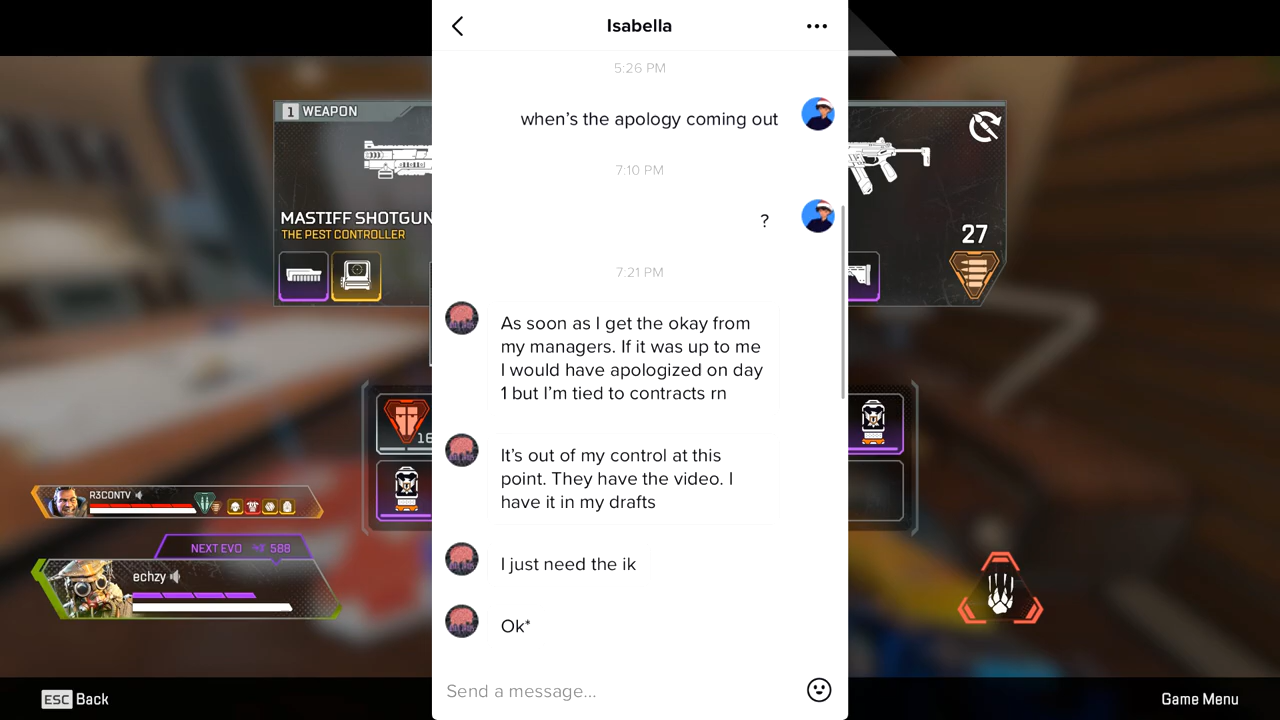 Isabella
5:26 PM
when's the apology coming out
7:10 PM
?
7:21 PM
As soon as I get the okay from
my managers. If it was up to me
I would have apologized on day
1 but I'm tied to contracts rn
It's out of my control at this
point. They have the video. I
have it in my drafts
I just need the ik
Ok*
Send a message...
1 WEAPON
MASTIFF SHOTGUN
THE PEST CONTROLLER
27
R3CONTV
NEXT EVO 588
echzy
ESC Back
Game Menu